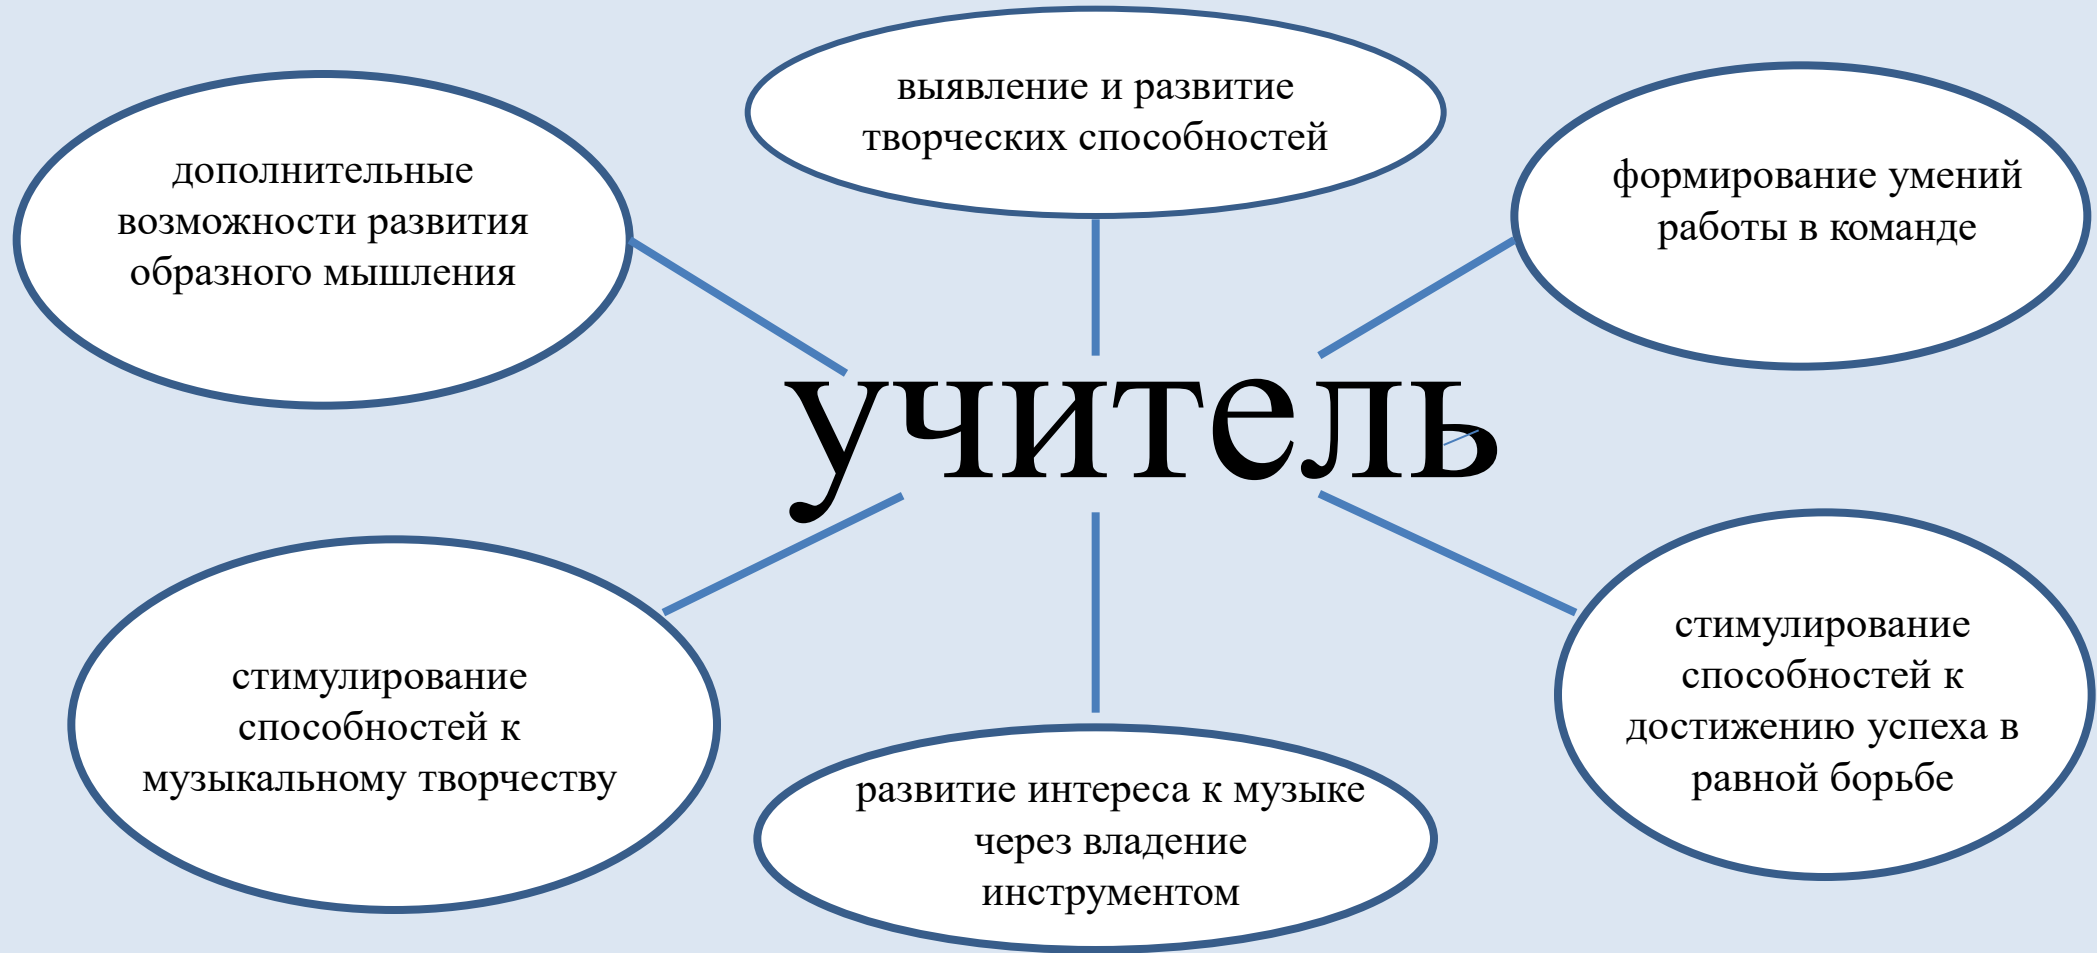 выявление и развитие
творческих способностей
дополнительные
возможности развития
образного мышления
формирование умений
работы в команде
учитель
стимулирование
способностей к
музыкальному творчеству
развитие интереса к музыке
через владение
инструментом
стимулирование
способностей к
достижению успеха в
равной борьбе